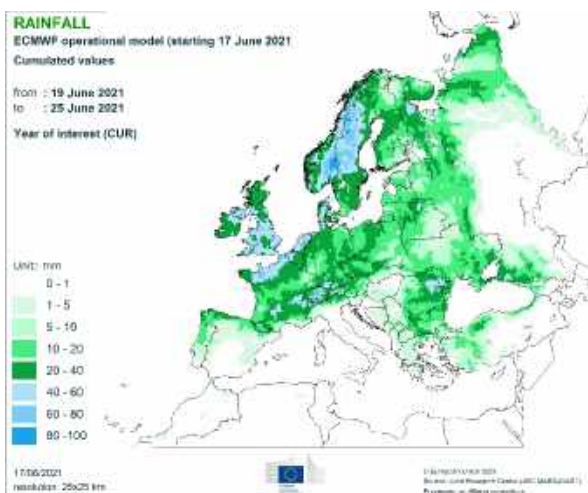 RAINFALL
ECMWF operational model (starting 17 June 2021
Cumulated values
from : 19 June 2021
to : 25 June 2021
Year of interest (CUR)
Unit: mm
0 - 1
1 - 5
5 - 10
10 - 20
20 - 40
40 - 60
60 - 80
80 -100
17/06/2021
resolution: 25x25 km